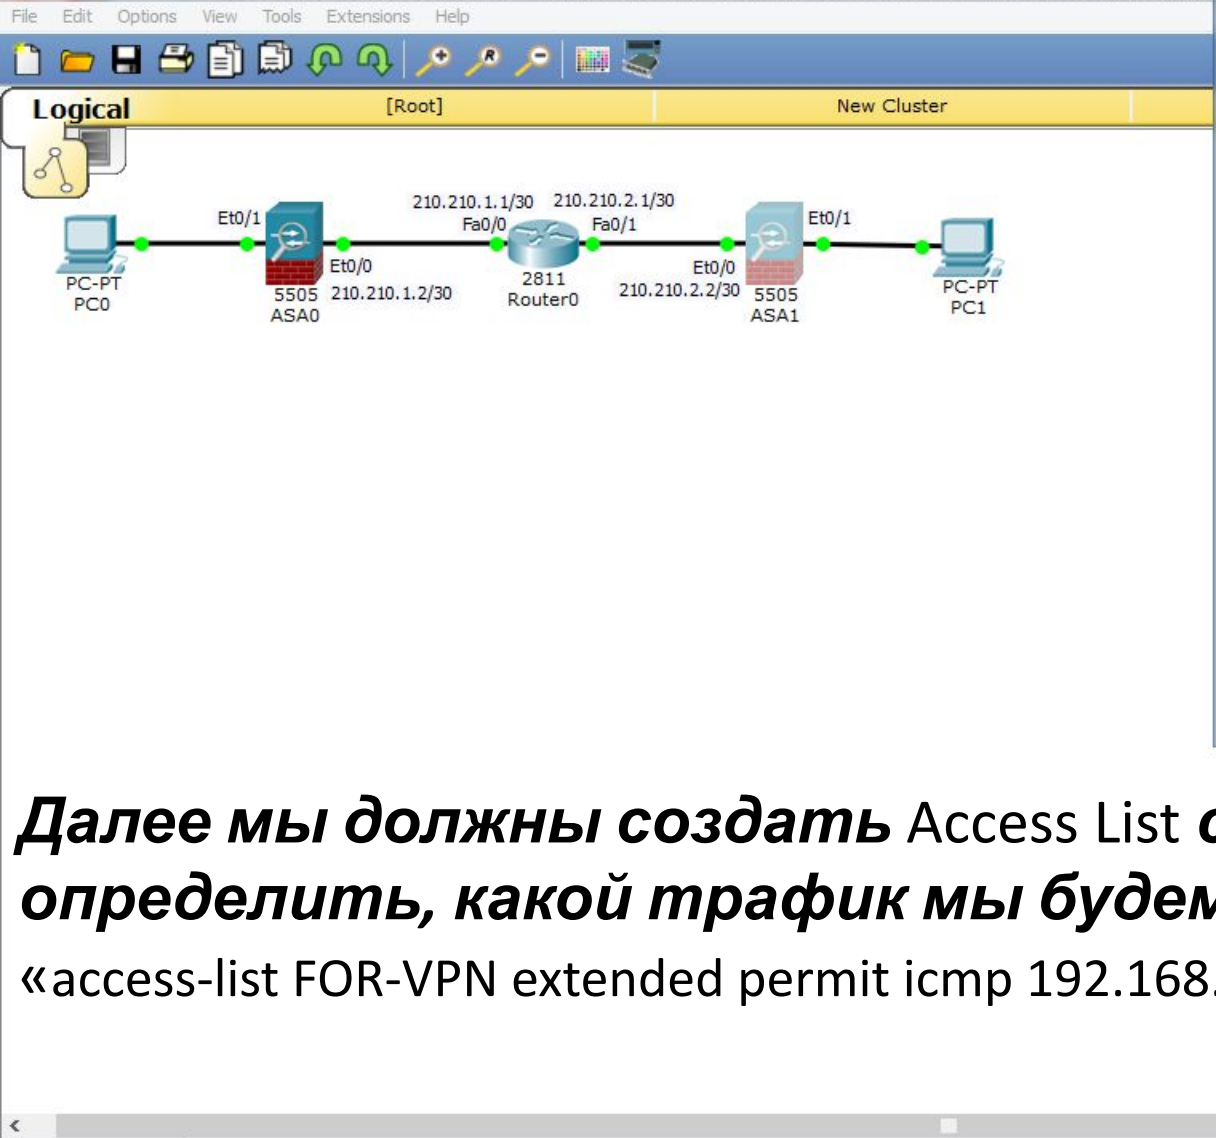 File Edit Options View Tools Extensions Help
Logical [Root] New Cluster
210.210.1.1/30 210.210.2.1/30
Et0/1 Fa0/0 Fa0/1 Et0/1
Et0/0 Et0/0
PC-PT 5505 210.210.1.2/30 2811 210.210.2.2/30 5505 PC-PT
PC0 ASA0 Router0 ASA1 PC1
Далее мы должны создать Access List
определить, какой трафик мы будем
«access-list FOR-VPN extended permit icmp 192.168.